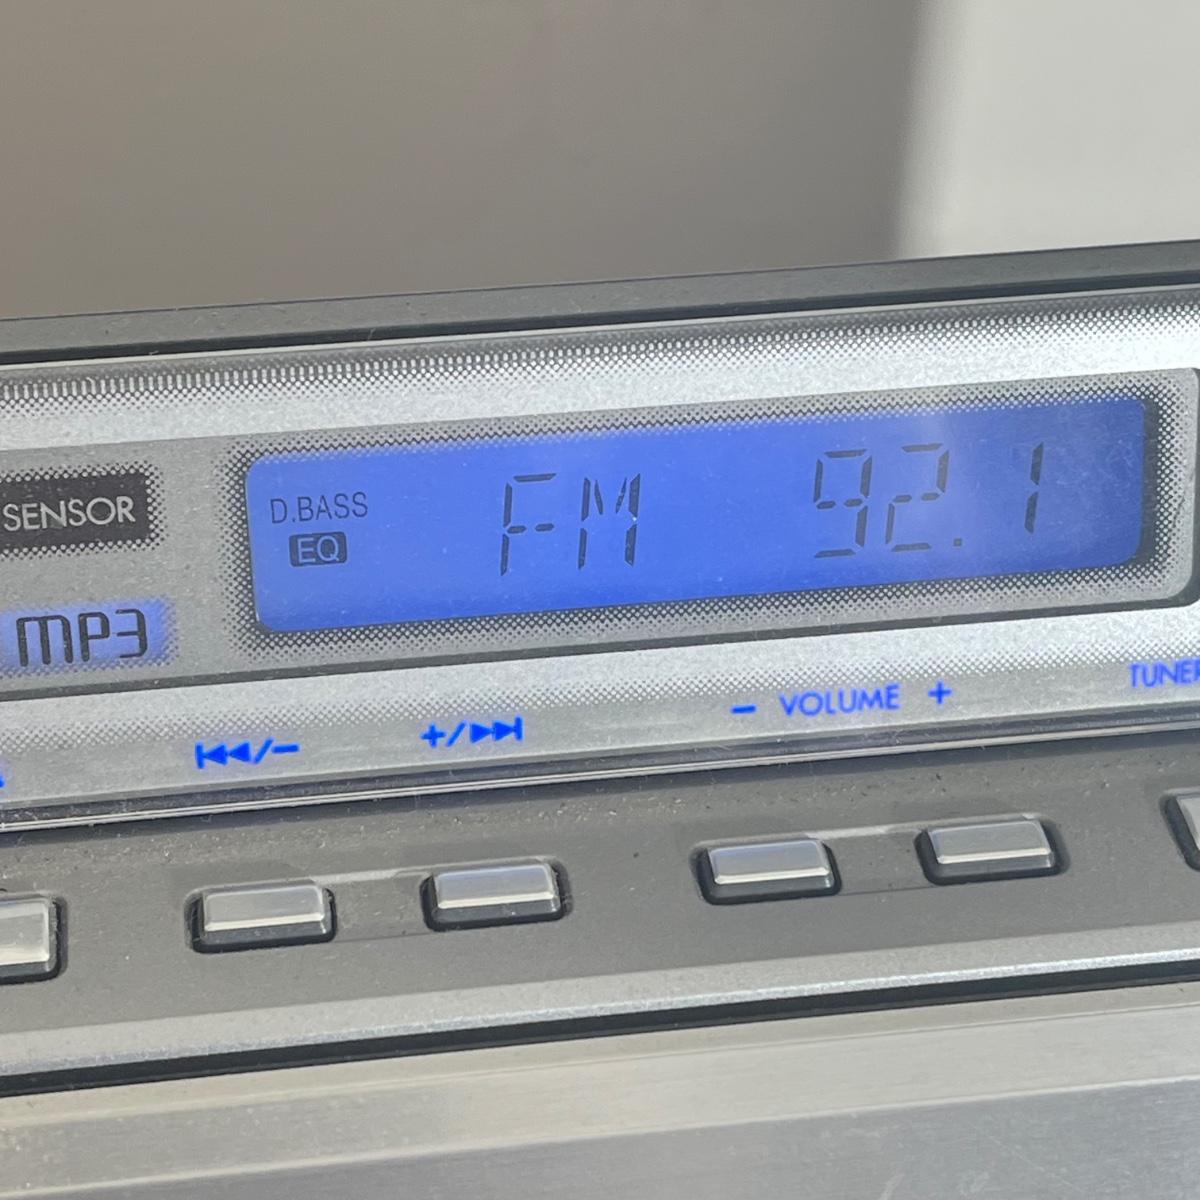 SENSOR
D.BASS
EQ
FM 92.1
MP3
⏮/− +/⏭ − VOLUME + TUNER